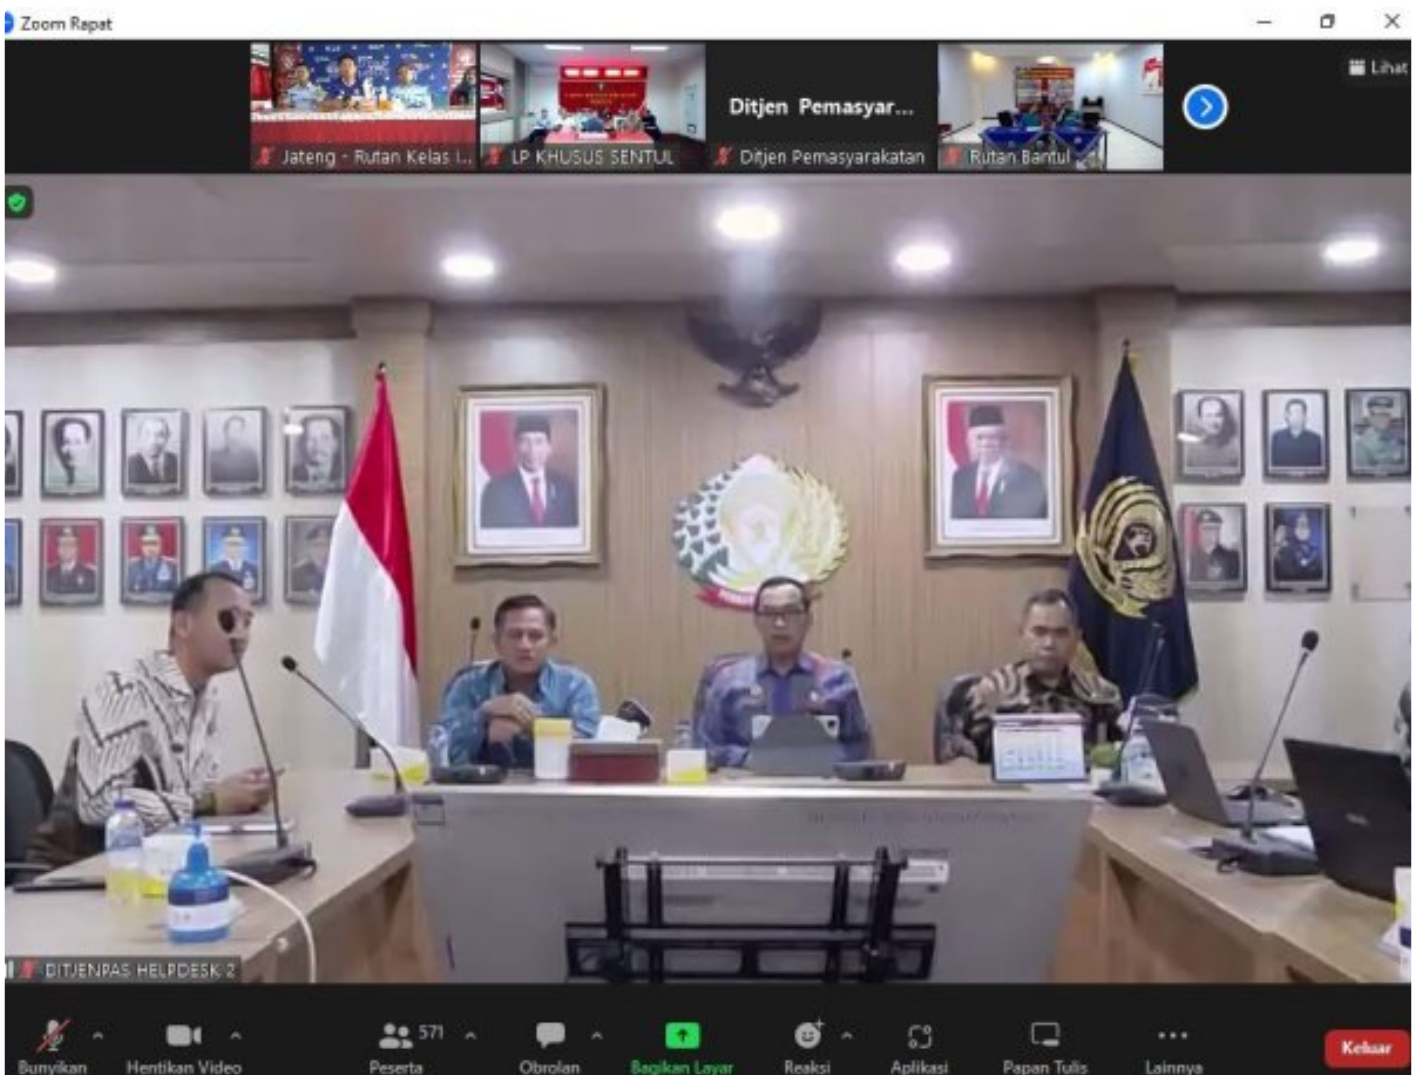 Zoom Rapat
Lihat
Ditjen Pemasyar...
Jateng - Rutan Kelas I...
LP KHUSUS SENTUL
Ditjen Pemasyarakatan
Rutan Bantul
DITJENPAS HELPDESK 2
571
Bunyikan
Hentikan Video
Peserta
Obrolan
Bagikan Layar
Reaksi
Aplikasi
Papan Tulis
Lainnya
Keluar